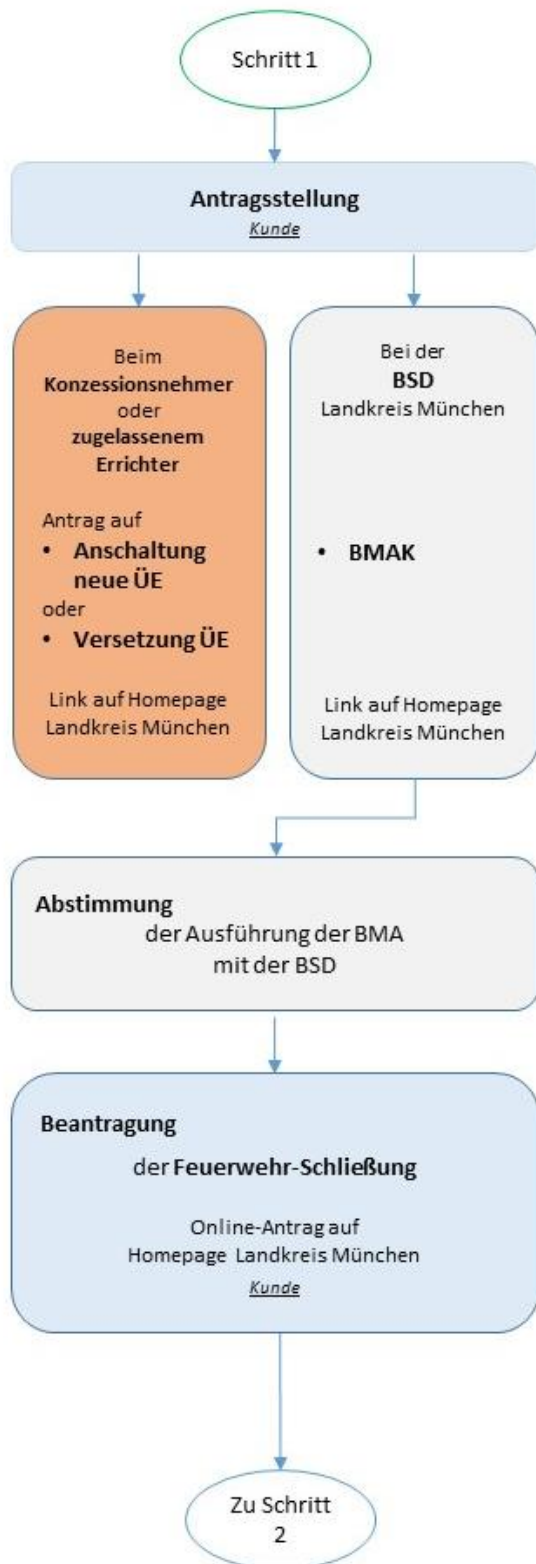 Schritt 1
Antragsstellung
Kunde
Beim
Konzessionsnehmer
oder
zugelassenem
Errichter
Antrag auf
• Anschaltung
neue ÜE
oder
• Versetzung ÜE
Link auf Homepage
Landkreis München
Bei der
BSD
Landkreis München
• BMAK
Link auf Homepage
Landkreis München
Abstimmung
der Ausführung der BMA
mit der BSD
Beantragung
der Feuerwehr-Schließung
Online-Antrag auf
Homepage Landkreis München
Kunde
Zu Schritt
2